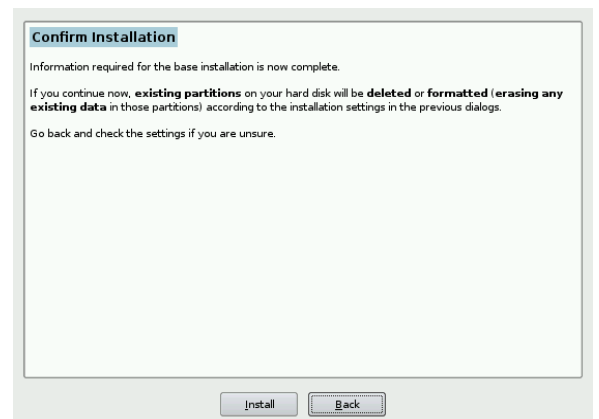 Confirm Installation
Information required for the base installation is now complete.
If you continue now, existing partitions on your hard disk will be deleted or formatted (erasing any
existing data in those partitions) according to the installation settings in the previous dialogs.
Go back and check the settings if you are unsure.
Install Back